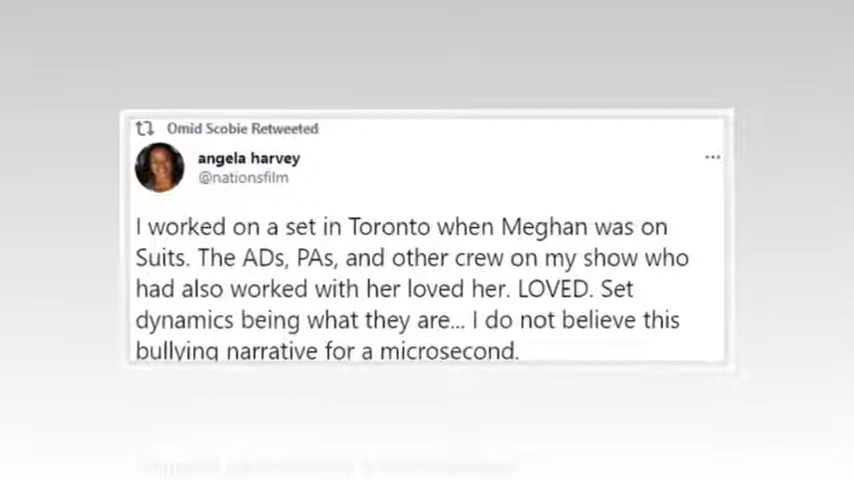 Omid Scobie Retweeted
angela harvey
@nationsfilm
I worked on a set in Toronto when Meghan was on
Suits. The ADs, PAs, and other crew on my show who
had also worked with her loved her. LOVED. Set
dynamics being what they are... I do not believe this
bullying narrative for a microsecond.